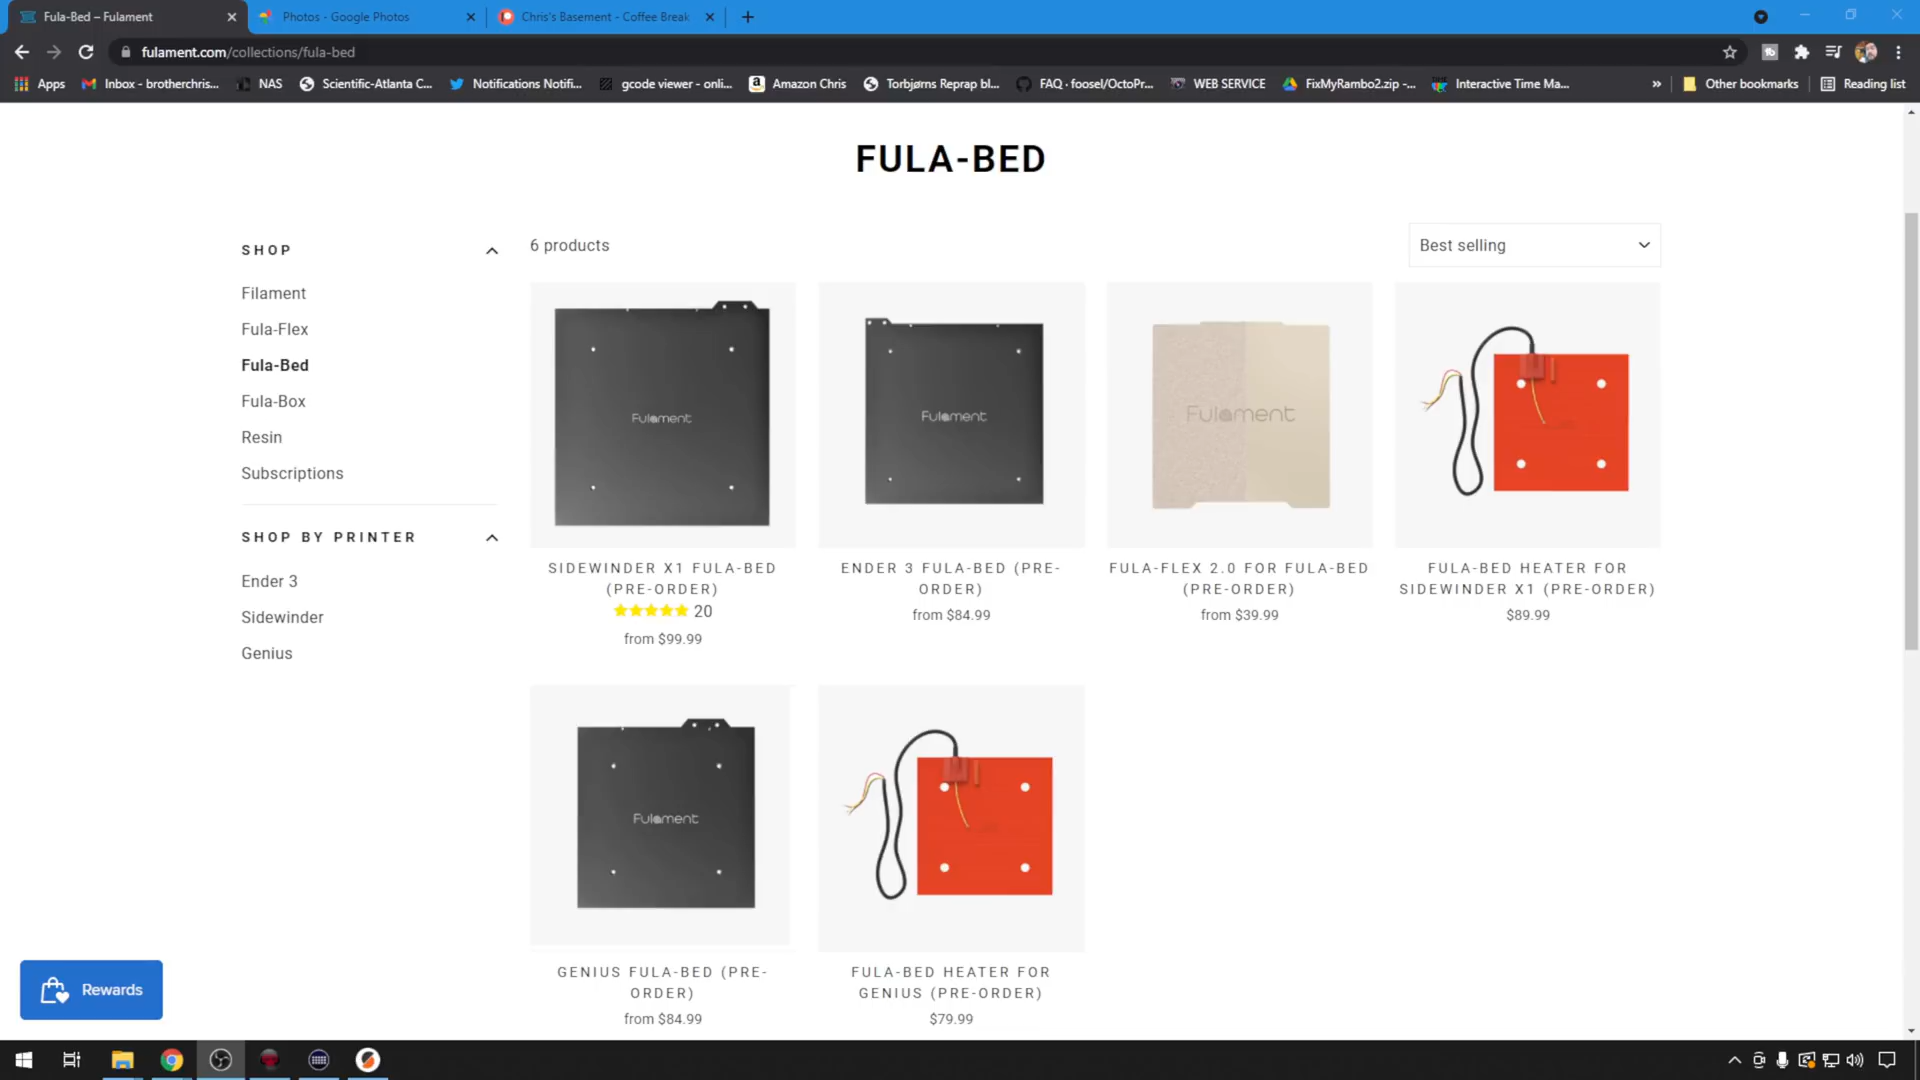 Fula-Bed – Fulament
Photos - Google Photos
Chris's Basement - Coffee Break
fulament.com/collections/fula-bed
Apps
Inbox - brotherchris...
NAS
Scientific-Atlanta C...
Notifications Notifi...
gcode viewer - onli...
Amazon Chris
Torbjørns Reprap bl...
FAQ · foosel/OctoPr...
WEB SERVICE
FixMyRambo2.zip -...
Interactive Time Ma...
»
Other bookmarks
Reading list
FULA-BED
SHOP
Filament
Fula-Flex
Fula-Bed
Fula-Box
Resin
Subscriptions
SHOP BY PRINTER
Ender 3
Sidewinder
Genius
6 products
Best selling
Fulament
Fulament
Fulament
SIDEWINDER X1 FULA-BED
(PRE-ORDER)
20
from $99.99
ENDER 3 FULA-BED (PRE-
ORDER)
from $84.99
FULA-FLEX 2.0 FOR FULA-BED
(PRE-ORDER)
from $39.99
FULA-BED HEATER FOR
SIDEWINDER X1 (PRE-ORDER)
$89.99
Fulament
GENIUS FULA-BED (PRE-
ORDER)
from $84.99
FULA-BED HEATER FOR
GENIUS (PRE-ORDER)
$79.99
Rewards